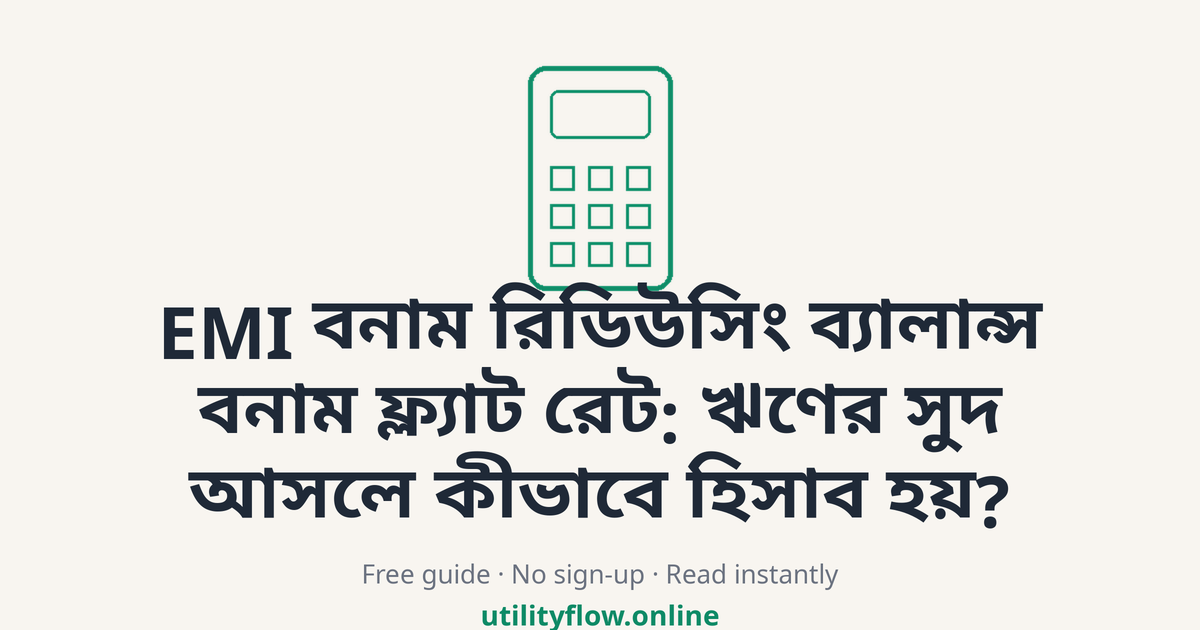 EMI বনাম রিডিউসিং ব্যালান্স
বনাম ফ্ল্যাট রেট: ঋণের সুদ
আসলে কীভাবে হিসাব হয়?
Free guide · No sign-up · Read instantly
utilityflow.online